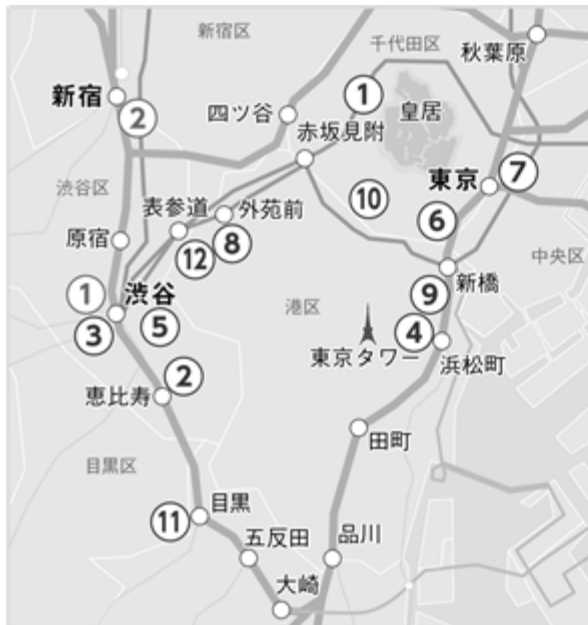 新宿区
千代田区
秋葉原
新宿
②
四ツ谷
①
皇居
赤坂見附
渋谷区
⑩
東京
⑦
表参道
外苑前
⑥
原宿
⑫
⑧
中央区
新橋
①
渋谷
③
⑤
港区
⑨
東京タワー
④
浜松町
恵比寿
②
田町
目黒区
⑪
目黒
五反田
品川
大崎